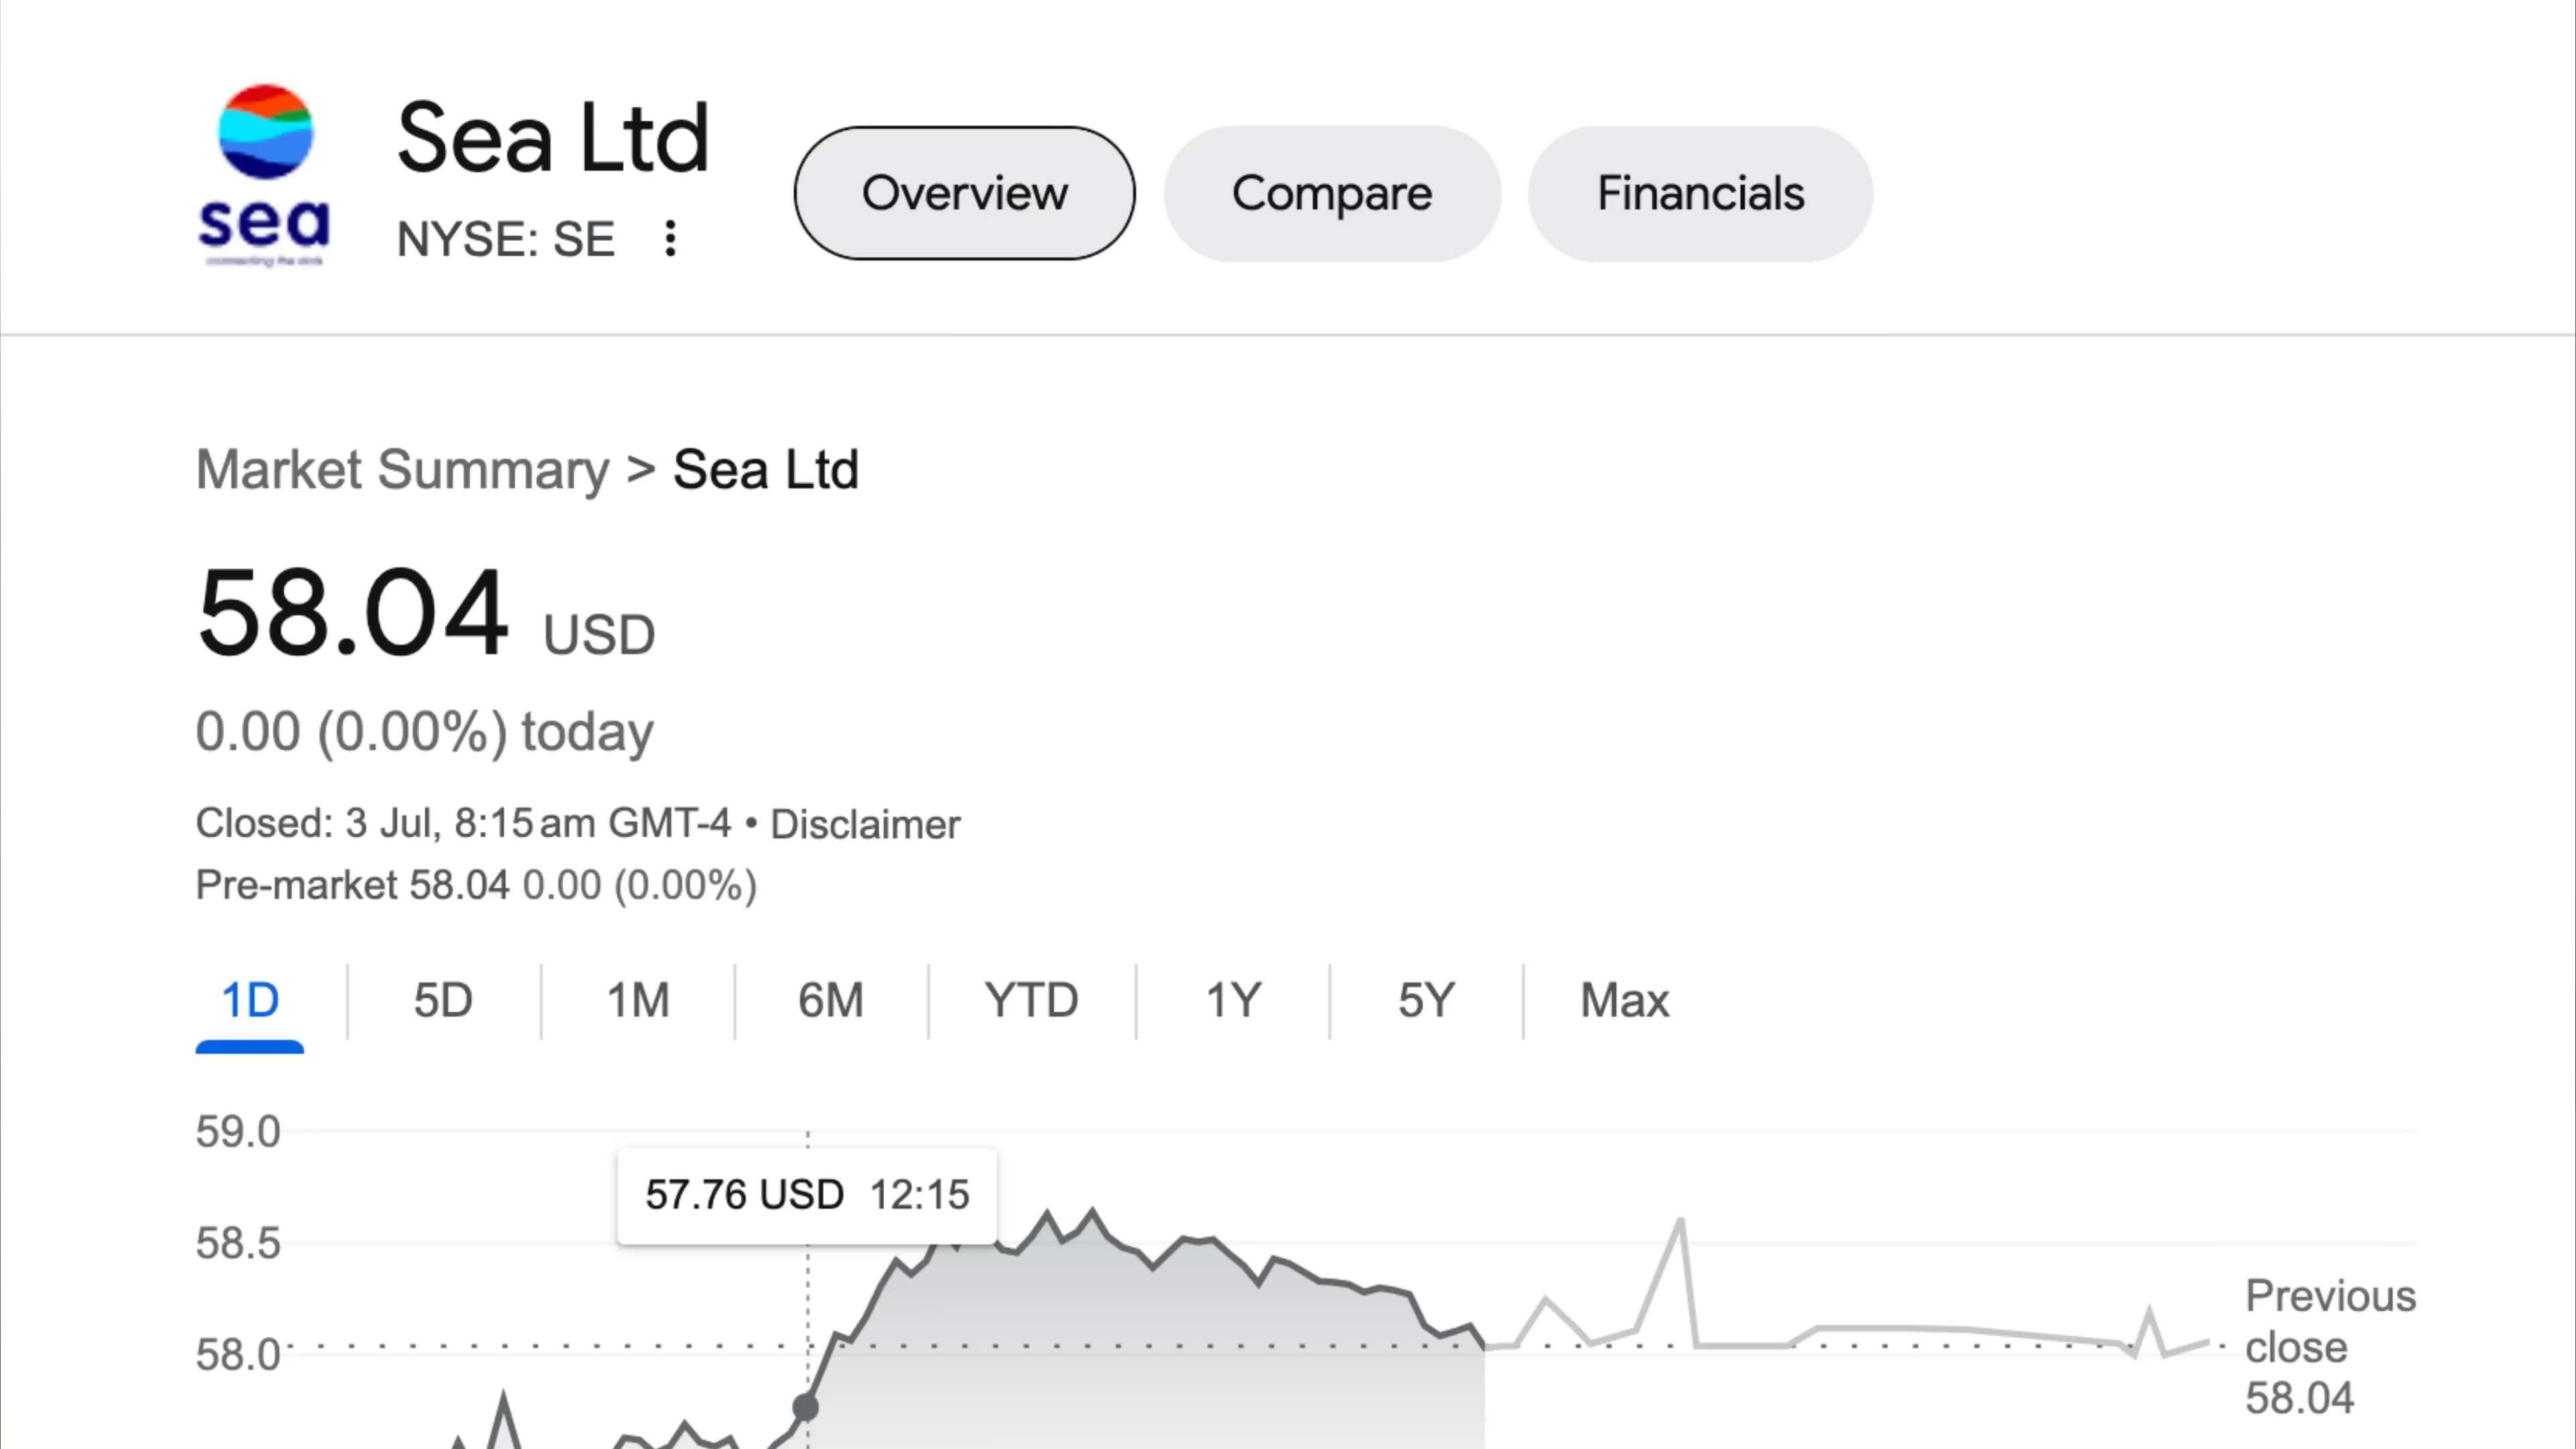 sea
Sea Ltd
NYSE: SE
Overview
Compare
Financials
Market Summary > Sea Ltd
58.04 USD
0.00 (0.00%) today
Closed: 3 Jul, 8:15 am GMT-4 • Disclaimer
Pre-market 58.04 0.00 (0.00%)
1D 5D 1M 6M YTD 1Y 5Y Max
59.0
57.76 USD 12:15
58.5
58.0
Previous
close
58.04